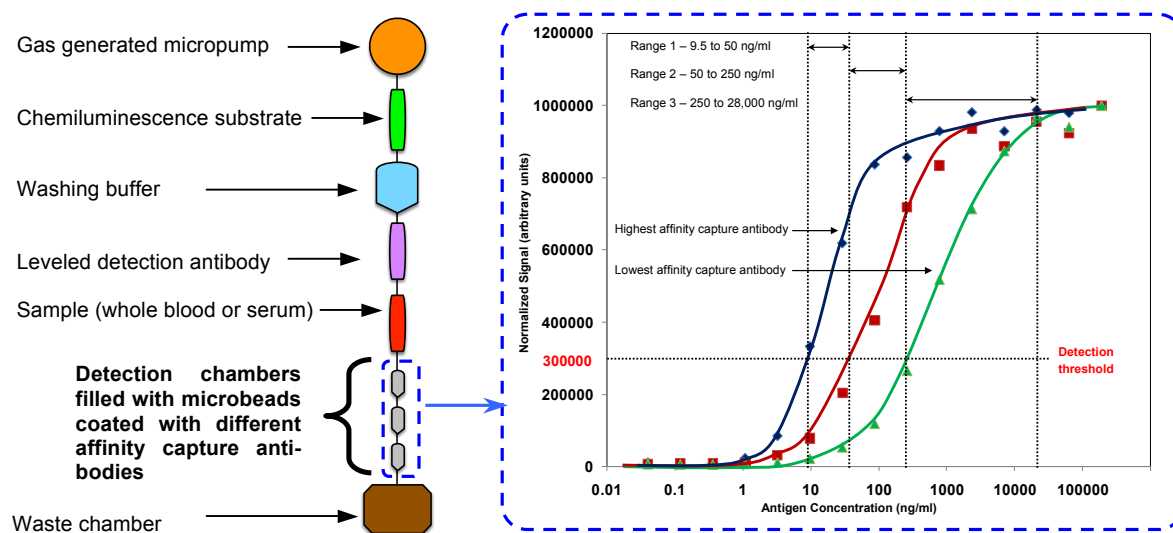 Gas generated micropump
Chemiluminescence substrate
Washing buffer
Leveled detection antibody
Sample (whole blood or serum)
Detection chambers
filled with microbeads
coated with different
affinity capture anti-
bodies
Waste chamber
Normalized Signal (arbitrary units)
1200000
1000000
800000
600000
400000
300000
200000
0
Range 1 – 9.5 to 50 ng/ml
Range 2 – 50 to 250 ng/ml
Range 3 – 250 to 28,000 ng/ml
Highest affinity capture antibody
Lowest affinity capture antibody
Detection
threshold
0.01 0.1 1 10 100 1000 10000 100000
Antigen Concentration (ng/ml)